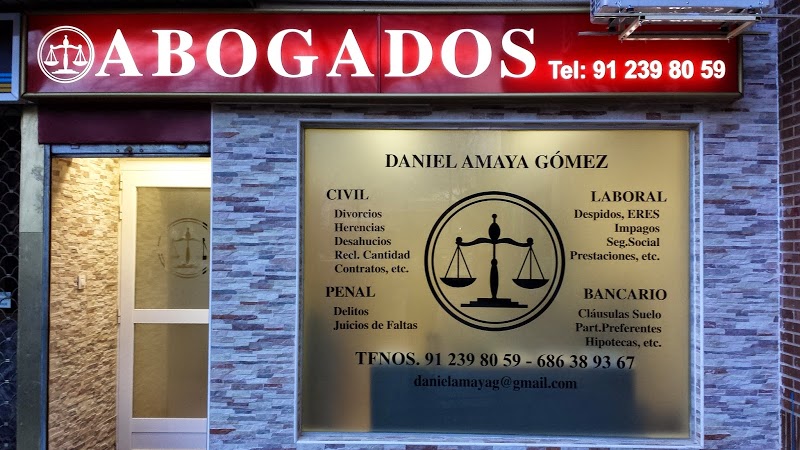 ABOGADOS
Tel: 91 239 80 59
DANIEL AMAYA GÓMEZ
CIVIL
Divorcios
Herencias
Desahucios
Recl. Cantidad
Contratos, etc.
PENAL
Delitos
Juicios de Faltas
LABORAL
Despidos, ERES
Impagos
Seg.Social
Prestaciones, etc.
BANCARIO
Cláusulas Suelo
Part.Preferentes
Hipotecas, etc.
TFNOS. 91 239 80 59 - 686 38 93 67
danielamayag@gmail.com